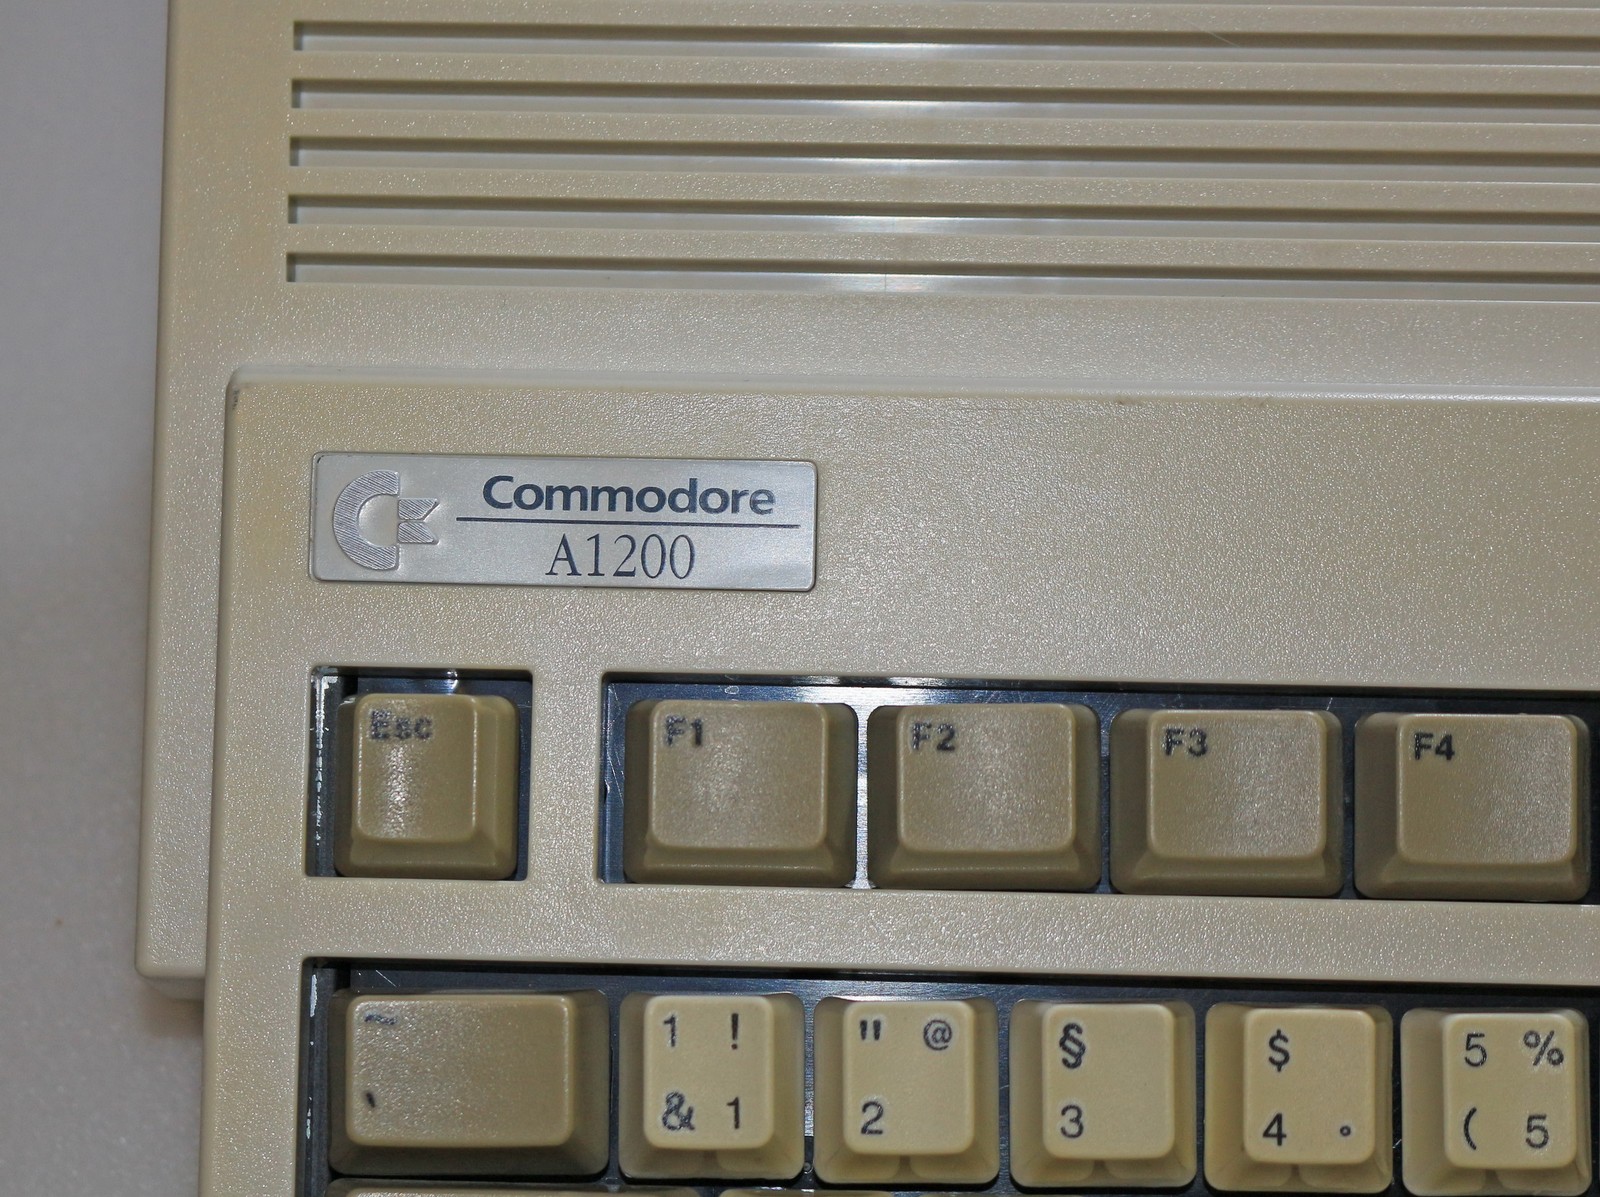 Commodore
A1200
Esc F1 F2 F3 F4
~ 1 ! " @ § $ 5 %
` & 1 2 3 4 ° ( 5